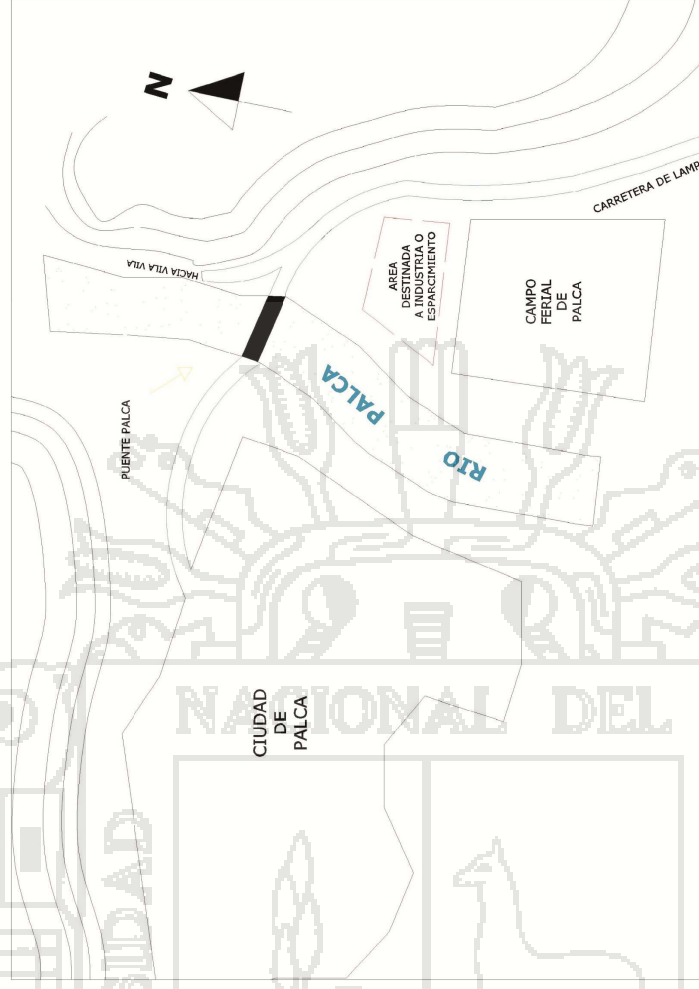 N
CARRETERA DE LAMP
HACIA VILA VILA
AREA
DESTINADA
A INDUSTRIA O
ESPARCIMIENTO
CAMPO
FERIAL
DE
PALCA
PUENTE PALCA
RIO PALCA
CIUDAD
DE
PALCA
NACIONAL DEL